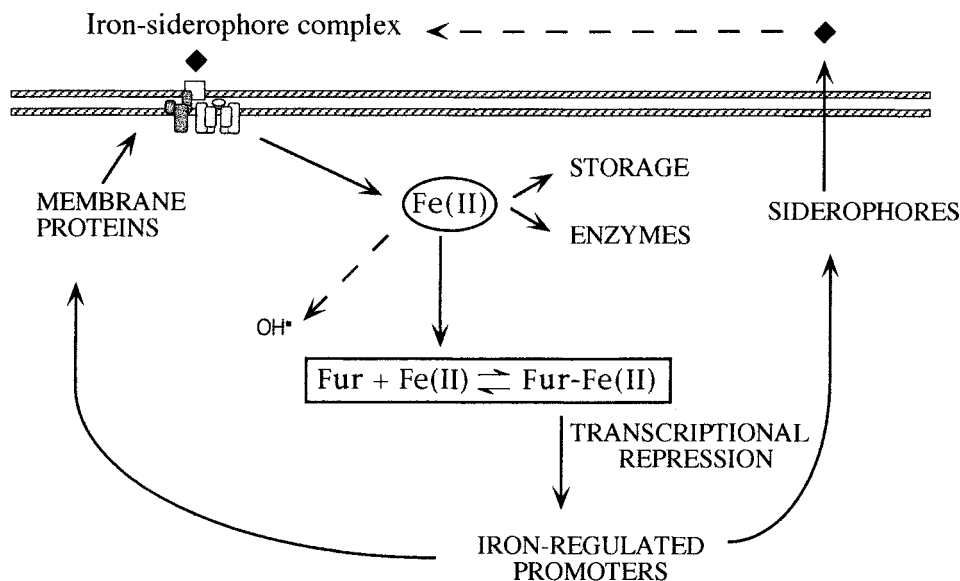 Iron-siderophore complex
MEMBRANE
PROTEINS
Fe(II)
STORAGE
ENZYMES
SIDEROPHORES
OH•
Fur + Fe(II) ⇌ Fur-Fe(II)
TRANSCRIPTIONAL
REPRESSION
IRON-REGULATED
PROMOTERS